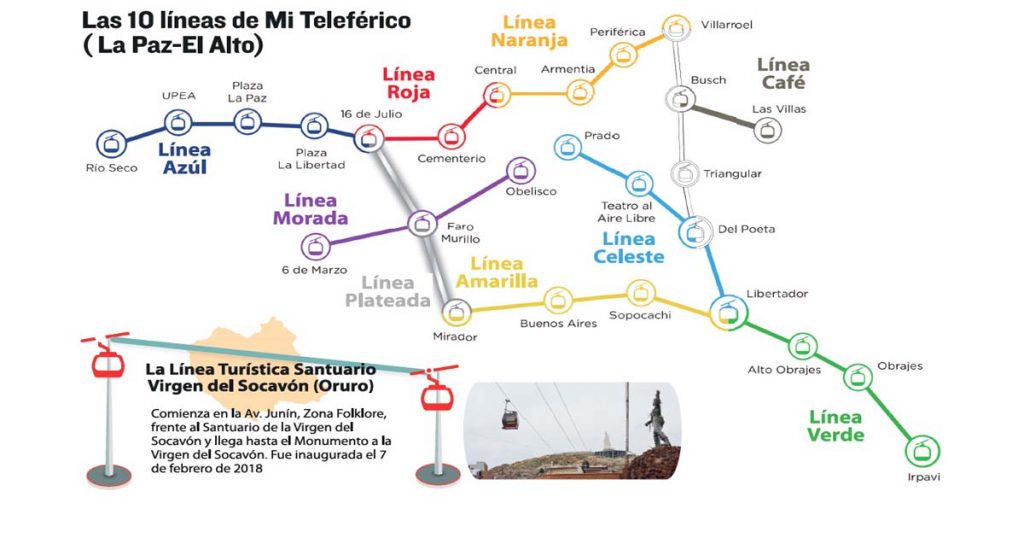 Las 10 líneas de Mi Teleférico
( La Paz-El Alto)
Línea
Naranja
Periférica
Villarroel
Línea
Roja
Central
Armentia
Busch
Línea
Café
Las Villas
UPEA
Plaza
La Paz
16 de Julio
Río Seco
Línea
Azúl
Plaza
La Libertad
Cementerio
Prado
Triangular
Obelisco
Línea
Morada
Teatro al
Aire Libre
Faro
Murillo
Del Poeta
6 de Marzo
Línea
Celeste
Línea
Plateada
Línea
Amarilla
Libertador
Mirador
Buenos Aires
Sopocachi
Alto Obrajes
Obrajes
Línea
Verde
Irpavi
La Línea Turística Santuario
Virgen del Socavón (Oruro)
Comienza en la Av. Junín, Zona Folklore,
frente al Santuario de la Virgen del
Socavón y llega hasta el Monumento a la
Virgen del Socavón. Fue inaugurada el 7
de febrero de 2018